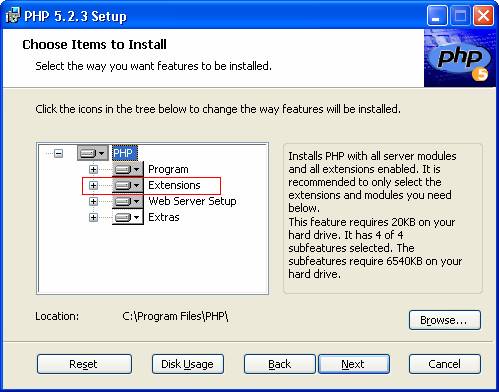 PHP 5.2.3 Setup
Choose Items to Install
Select the way you want features to be installed.
php 5
Click the icons in the tree below to change the way features will be installed.
PHP
Program
Extensions
Web Server Setup
Extras
Installs PHP with all server modules
and all extensions enabled. It is
recommended to only select the
extensions and modules you need
below.
This feature requires 20KB on your
hard drive. It has 4 of 4
subfeatures selected. The
subfeatures require 6540KB on your
hard drive.
Location: C:\Program Files\PHP\
Browse...
Reset Disk Usage Back Next Cancel